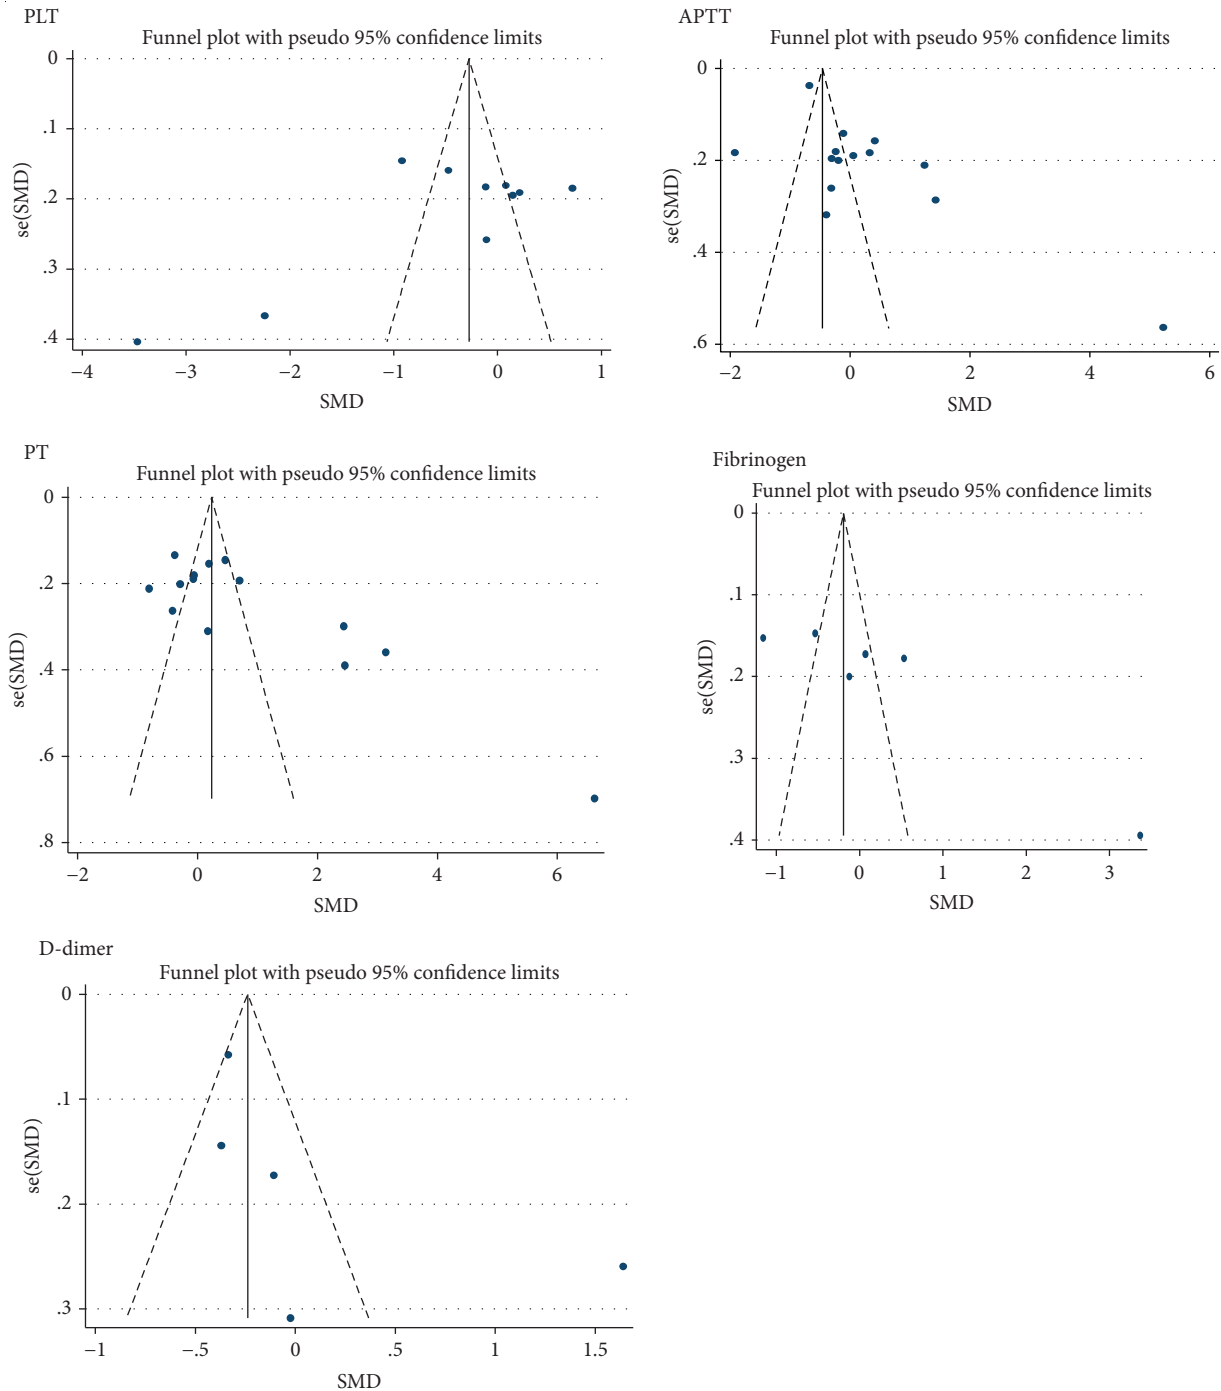 PLT
Funnel plot with pseudo 95% confidence limits
0
.1
.2
.3
.4
se(SMD)
−4 −3 −2 −1 0 1
SMD
APTT
Funnel plot with pseudo 95% confidence limits
0
.2
.4
.6
se(SMD)
−2 0 2 4 6
SMD
PT
Funnel plot with pseudo 95% confidence limits
0
.2
.4
.6
.8
se(SMD)
−2 0 2 4 6
SMD
Fibrinogen
Funnel plot with pseudo 95% confidence limits
0
.1
.2
.3
.4
se(SMD)
−1 0 1 2 3
SMD
D-dimer
Funnel plot with pseudo 95% confidence limits
0
.1
.2
.3
se(SMD)
−1 −.5 0 .5 1 1.5
SMD